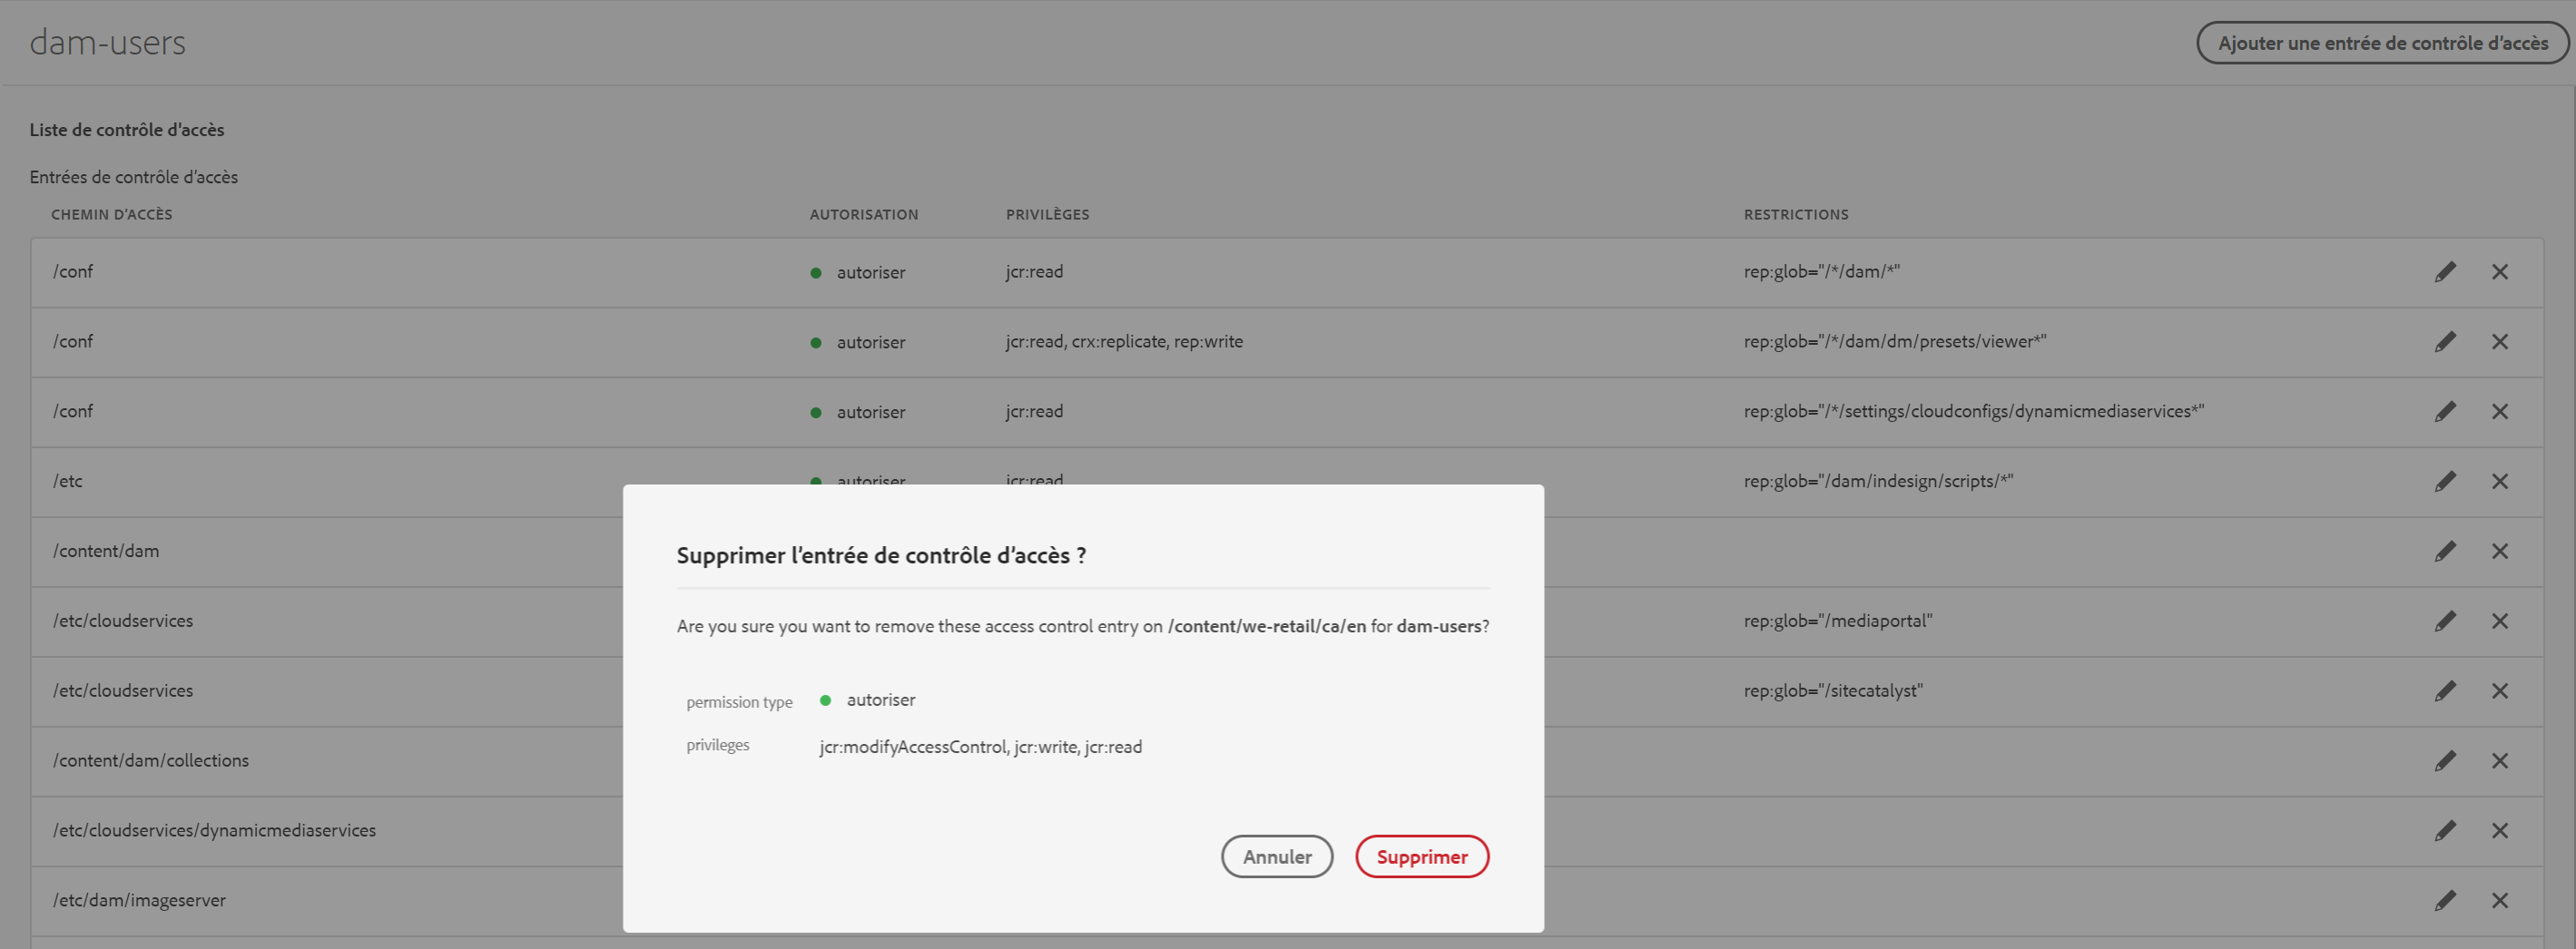 dam-users
Ajouter une entrée de contrôle d’accès
Liste de contrôle d'accès
Entrées de contrôle d’accès
CHEMIN D’ACCÈS AUTORISATION PRIVILÈGES RESTRICTIONS
/conf autoriser jcr:read rep:glob="/*/dam/*"
/conf autoriser jcr:read, crx:replicate, rep:write rep:glob="/*/dam/dm/presets/viewer*"
/conf autoriser jcr:read rep:glob="/*/settings/cloudconfigs/dynamicmediaservices*"
/etc autoriser jcr:read rep:glob="/dam/indesign/scripts/*"
/content/dam
/etc/cloudservices rep:glob="/mediaportal"
/etc/cloudservices rep:glob="/sitecatalyst"
/content/dam/collections
/etc/cloudservices/dynamicmediaservices
/etc/dam/imageserver
Supprimer l’entrée de contrôle d’accès ?
Are you sure you want to remove these access control entry on /content/we-retail/ca/en for dam-users?
permission type autoriser
privileges jcr:modifyAccessControl, jcr:write, jcr:read
Annuler Supprimer